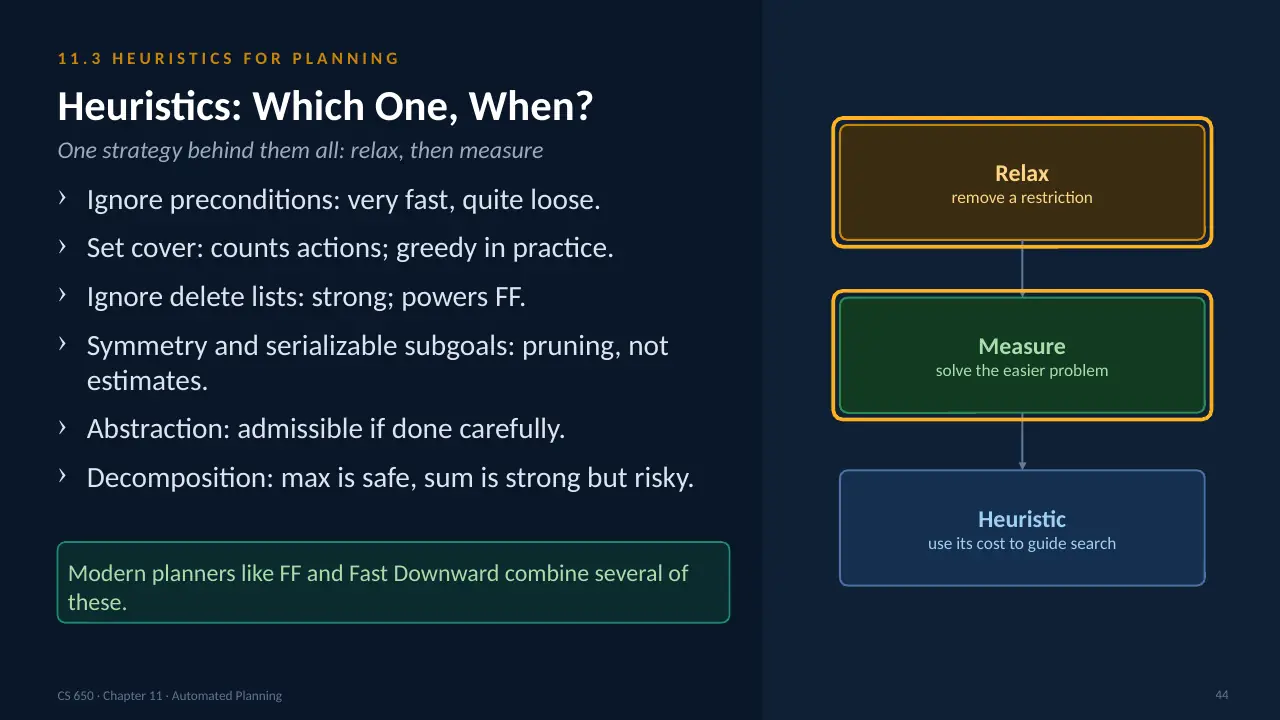 11.3 HEURISTICS FOR PLANNING
Heuristics: Which One, When?
One strategy behind them all: relax, then measure
› Ignore preconditions: very fast, quite loose.
› Set cover: counts actions; greedy in practice.
› Ignore delete lists: strong; powers FF.
› Symmetry and serializable subgoals: pruning, not
estimates.
› Abstraction: admissible if done carefully.
› Decomposition: max is safe, sum is strong but risky.
Modern planners like FF and Fast Downward combine several of
these.
Relax
remove a restriction
Measure
solve the easier problem
Heuristic
use its cost to guide search
CS 650 · Chapter 11 · Automated Planning
44